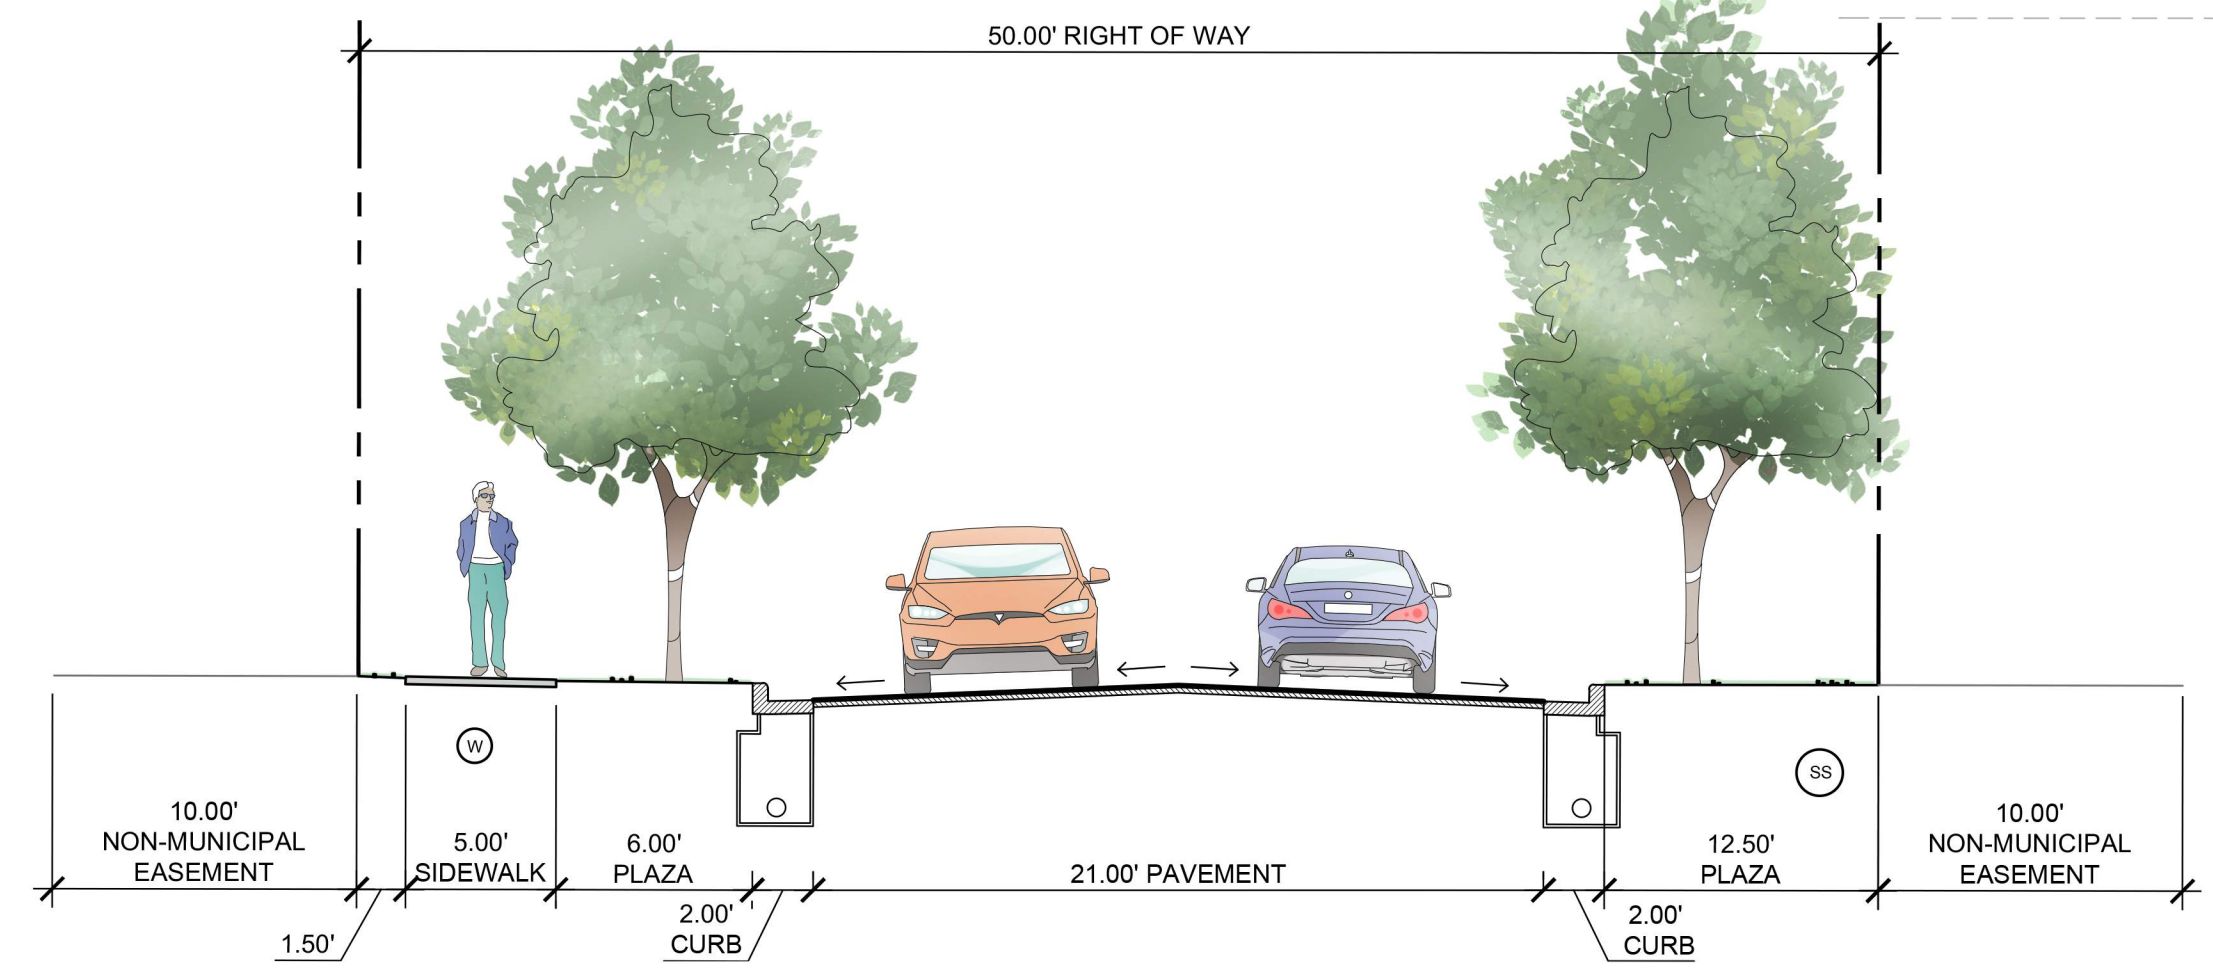 50.00' RIGHT OF WAY
W
SS
10.00'
NON-MUNICIPAL
EASEMENT
5.00'
SIDEWALK
6.00'
PLAZA
21.00' PAVEMENT
12.50'
PLAZA
10.00'
NON-MUNICIPAL
EASEMENT
1.50'
2.00'
CURB
2.00'
CURB